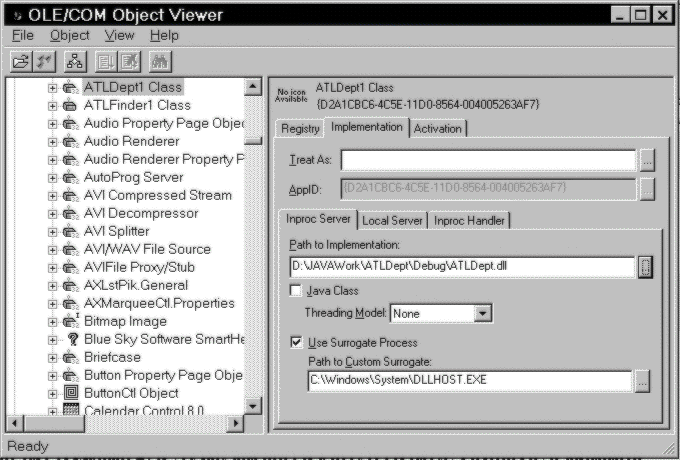 OLE/COM Object Viewer
File Object View Help
ATLDept1 Class
ATLFinder1 Class
Audio Property Page Objec
Audio Renderer
Audio Renderer Property P
AutoProg Server
AVI Compressed Stream
AVI Decompressor
AVI Splitter
AVI/WAV File Source
AVIFile Proxy/Stub
AXLstPik.General
AXMarqueeCtl.Properties
Bitmap Image
Blue Sky Software SmartHe
Briefcase
Button Property Page Obje
ButtonCtl Object
Calendar Control 8.0
No icon
Available
ATLDept1 Class
{D2A1CBC6-4C5E-11D0-8564-004005263AF7}
Registry Implementation Activation
Treat As: ...
AppID: {D2A1CBC6-4C5E-11D0-8564-004005263AF7} ...
Inproc Server Local Server Inproc Handler
Path to Implementation:
D:\JAVAWork\ATLDept\Debug\ATLDept.dll ...
Java Class
Threading Model: None
Use Surrogate Process
Path to Custom Surrogate:
C:\Windows\System\DLLHOST.EXE ...
Ready